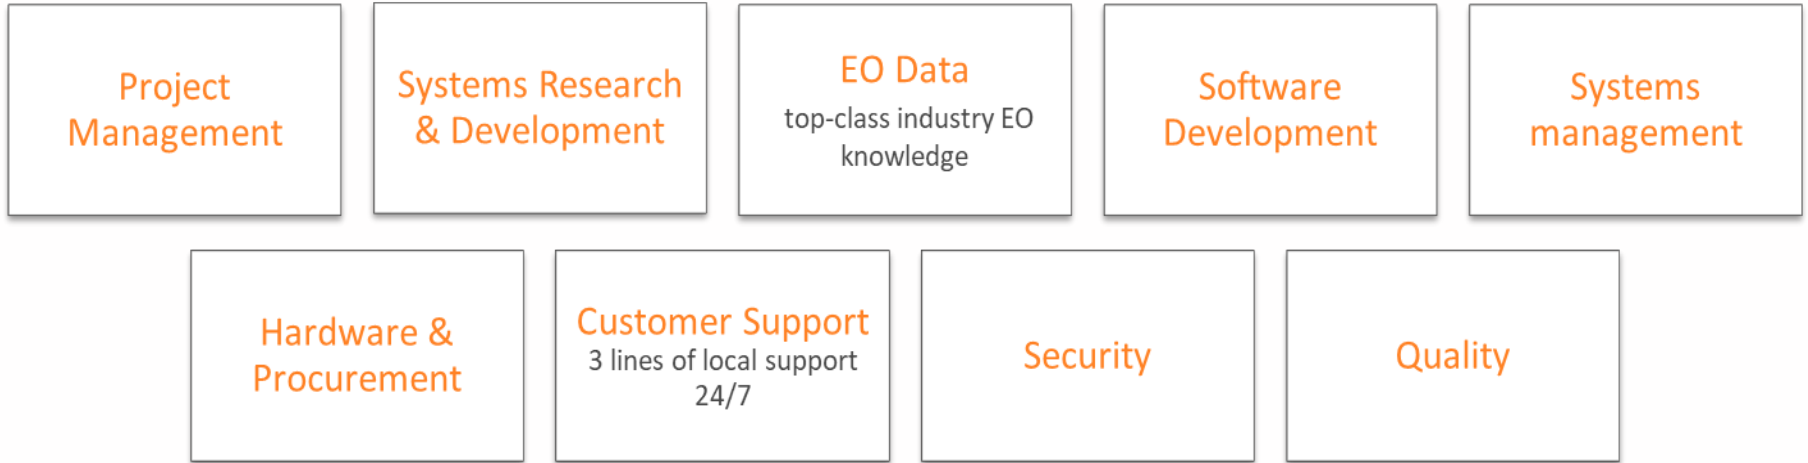 Project
Management
Systems Research
& Development
EO Data
top-class industry EO
knowledge
Software
Development
Systems
management
Hardware &
Procurement
Customer Support
3 lines of local support
24/7
Security
Quality